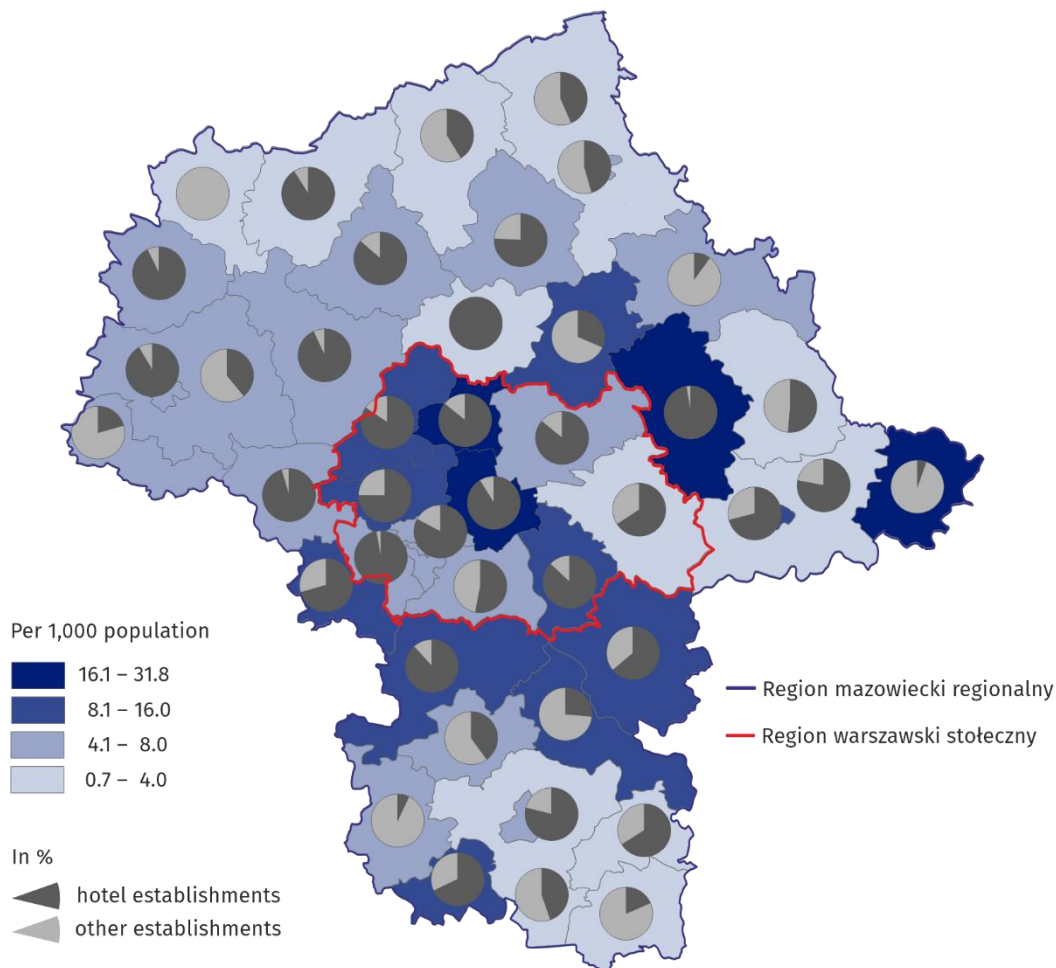 Per 1,000 population
16.1 – 31.8
8.1 – 16.0
4.1 – 8.0
0.7 – 4.0
In %
hotel establishments
other establishments
Region mazowiecki regionalny
Region warszawski stołeczny